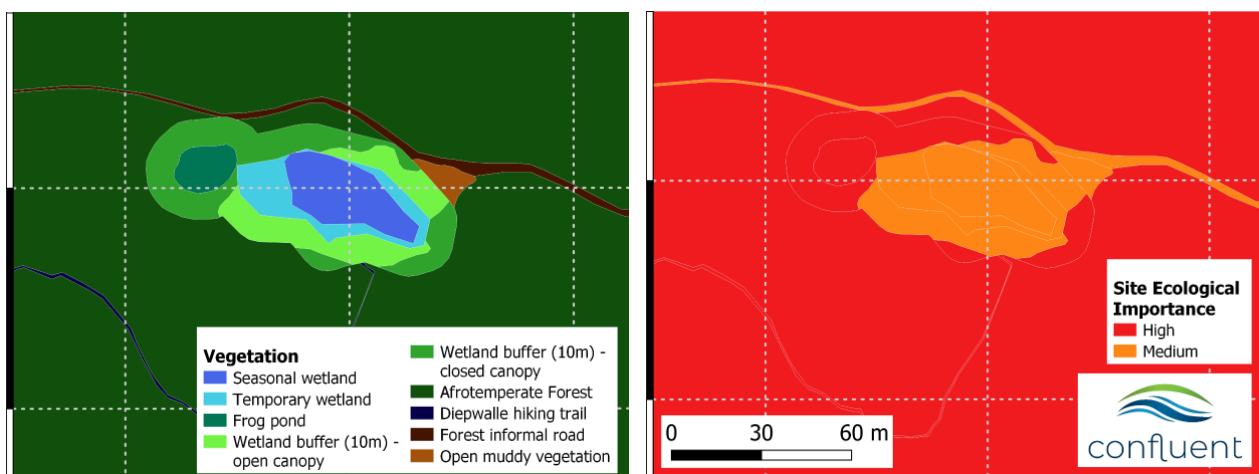 Vegetation
Seasonal wetland
Temporary wetland
Frog pond
Wetland buffer (10m) -
open canopy
Wetland buffer (10m) -
closed canopy
Afrotemperate Forest
Diepwalle hiking trail
Forest informal road
Open muddy vegetation
Site Ecological
Importance
High
Medium
0 30 60 m
confluent